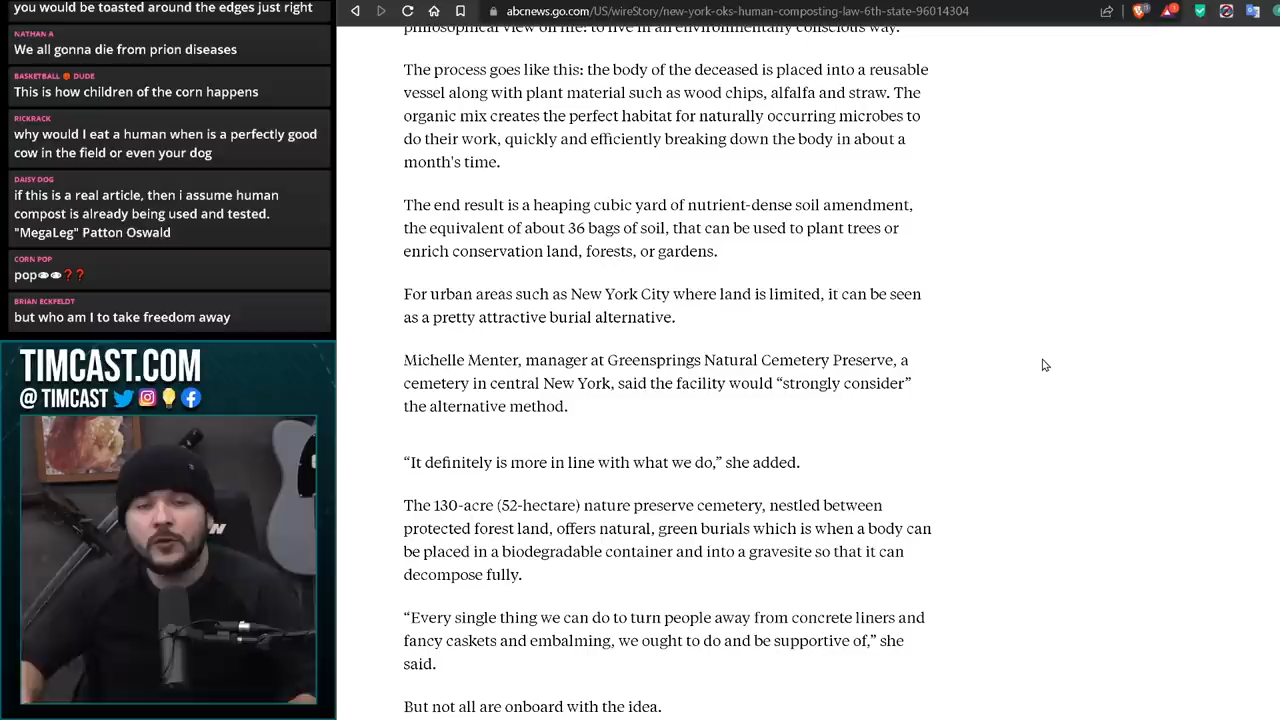 you would be toasted around the edges just right
NATHAN A
We all gonna die from prion diseases
BASKETBALL 🏀 DUDE
This is how children of the corn happens
RICKRACK
why would I eat a human when is a perfectly good
cow in the field or even your dog
DAISY DOG
if this is a real article, then i assume human
compost is already being used and tested.
"MegaLeg" Patton Oswald
CORN POP
pop👁👁❓❓
BRIAN ECKFELDT
but who am I to take freedom away
TIMCAST.COM
@ TIMCAST
abcnews.go.com/US/wireStory/new-york-oks-human-composting-law-6th-state-96014304
philosophical view on life: to live in an environmentally conscious way.
The process goes like this: the body of the deceased is placed into a reusable
vessel along with plant material such as wood chips, alfalfa and straw. The
organic mix creates the perfect habitat for naturally occurring microbes to
do their work, quickly and efficiently breaking down the body in about a
month's time.
The end result is a heaping cubic yard of nutrient-dense soil amendment,
the equivalent of about 36 bags of soil, that can be used to plant trees or
enrich conservation land, forests, or gardens.
For urban areas such as New York City where land is limited, it can be seen
as a pretty attractive burial alternative.
Michelle Menter, manager at Greensprings Natural Cemetery Preserve, a
cemetery in central New York, said the facility would “strongly consider”
the alternative method.
“It definitely is more in line with what we do,” she added.
The 130-acre (52-hectare) nature preserve cemetery, nestled between
protected forest land, offers natural, green burials which is when a body can
be placed in a biodegradable container and into a gravesite so that it can
decompose fully.
“Every single thing we can do to turn people away from concrete liners and
fancy caskets and embalming, we ought to do and be supportive of,” she
said.
But not all are onboard with the idea.